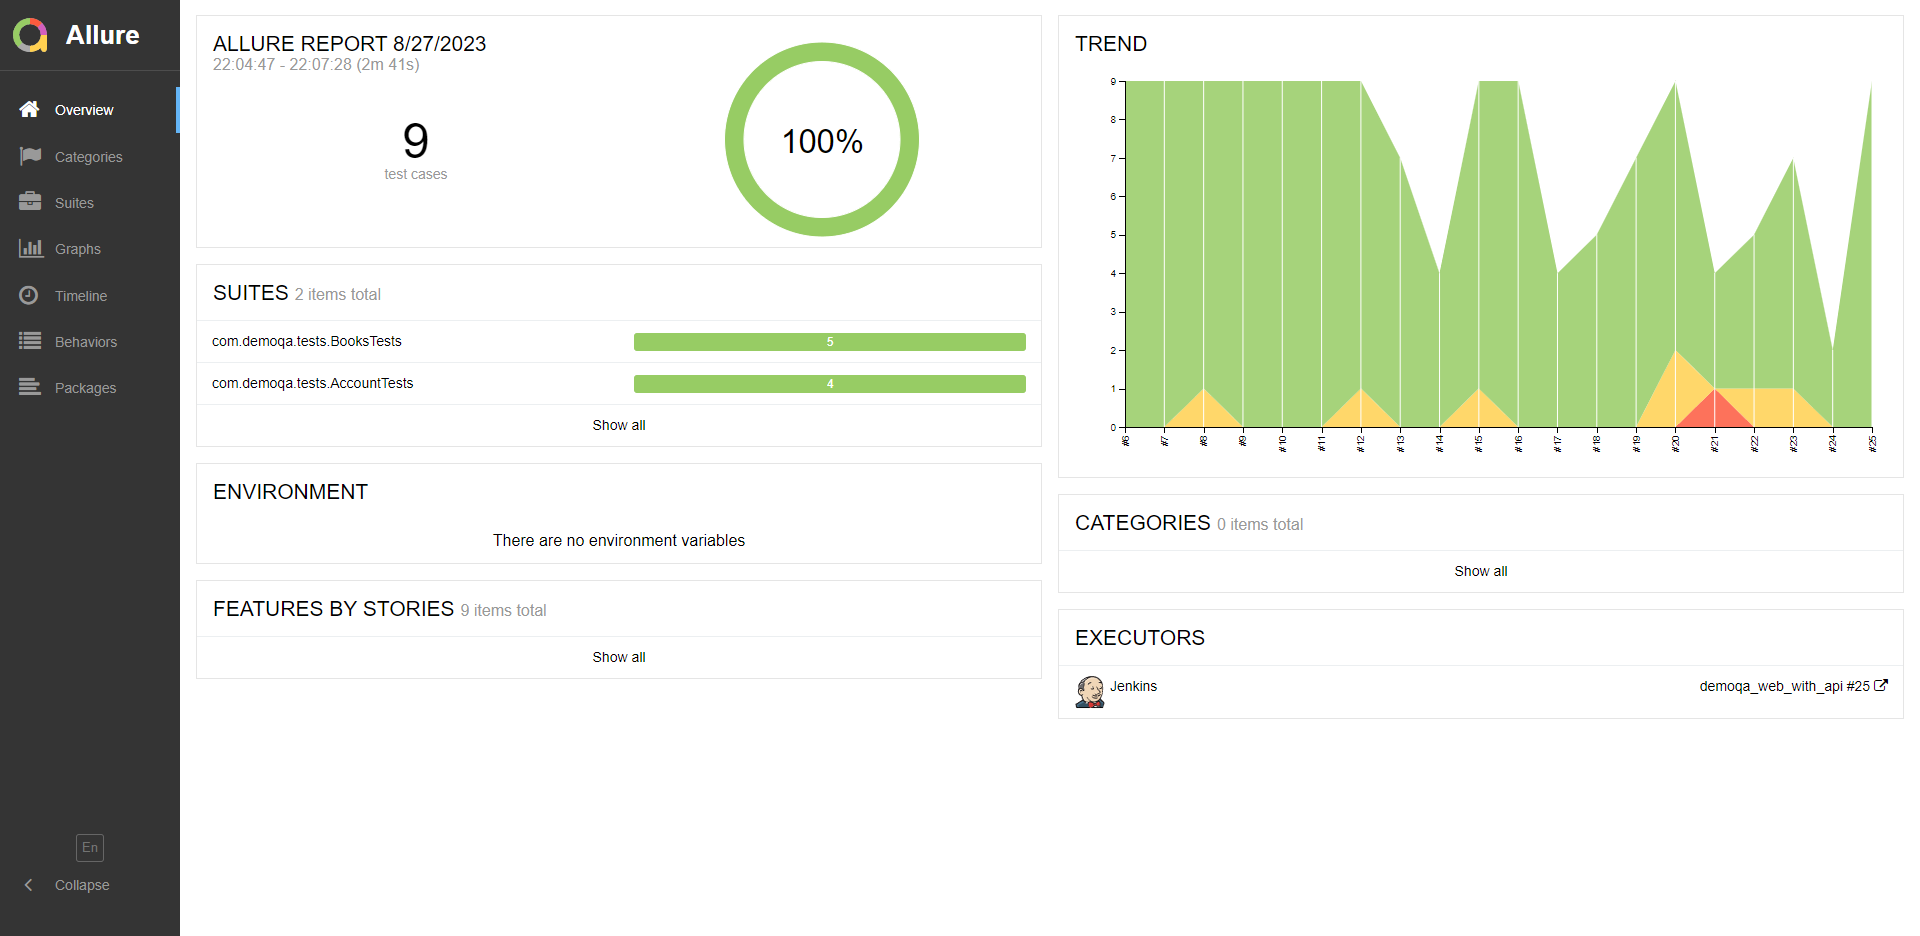 Allure
Overview
Categories
Suites
Graphs
Timeline
Behaviors
Packages
En
Collapse
ALLURE REPORT 8/27/2023
22:04:47 - 22:07:28 (2m 41s)
9
test cases
100%
SUITES 2 items total
com.demoqa.tests.BooksTests 5
com.demoqa.tests.AccountTests 4
Show all
ENVIRONMENT
There are no environment variables
FEATURES BY STORIES 9 items total
Show all
TREND
9
8
7
6
5
4
3
2
1
0
#6 #7 #8 #9 #10 #11 #12 #13 #14 #15 #16 #17 #18 #19 #20 #21 #22 #23 #24 #25
CATEGORIES 0 items total
Show all
EXECUTORS
Jenkins demoqa_web_with_api #25